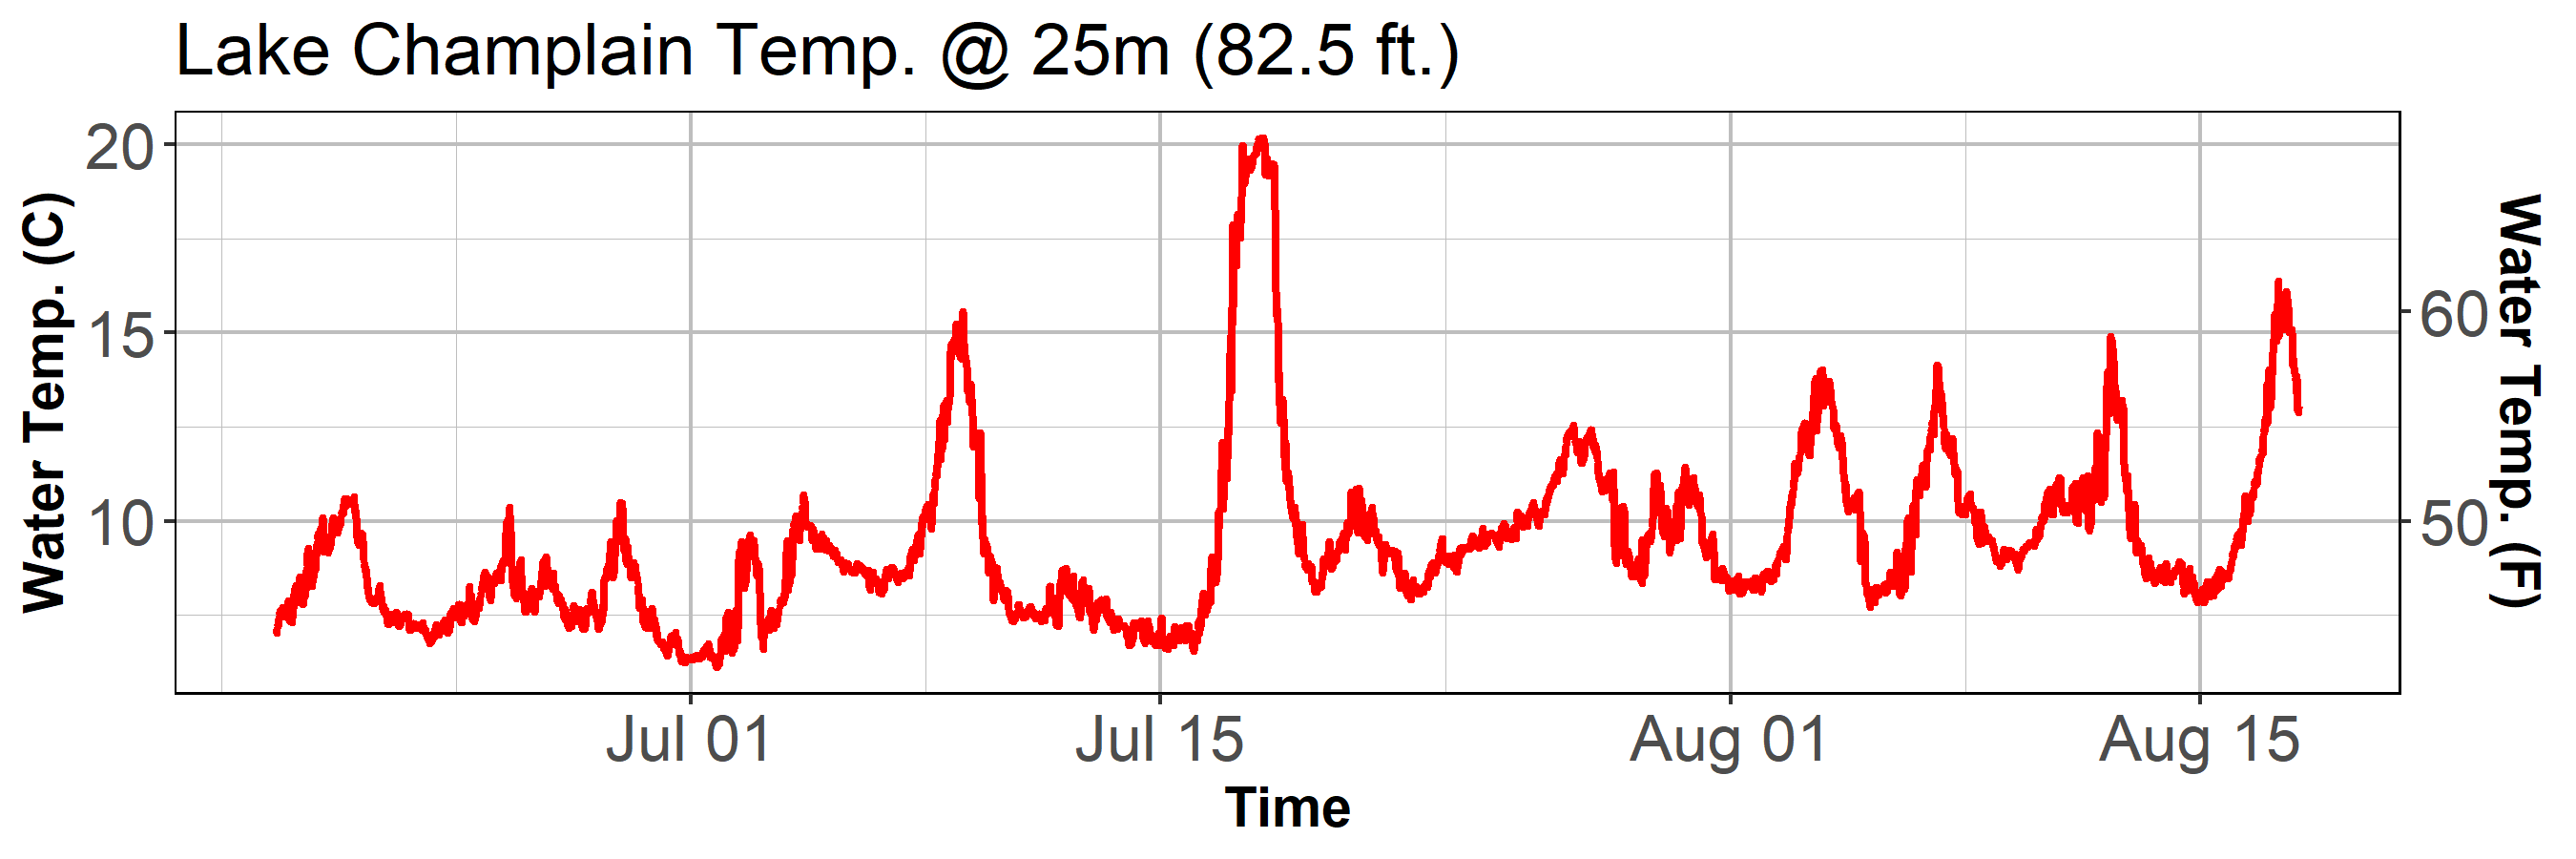 Lake Champlain Temp. @ 25m (82.5 ft.)
Water Temp. (C)
20
15
10
60
50
Water Temp. (F)
Jul 01 Jul 15 Aug 01 Aug 15
Time